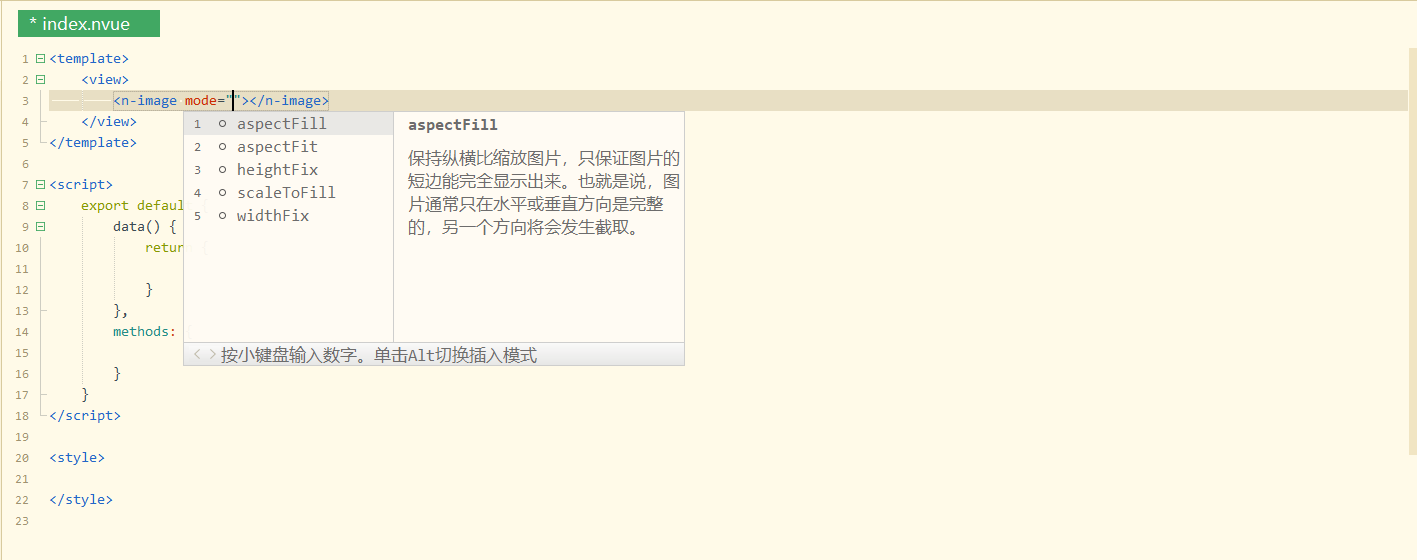 * index.nvue
1 <template>
2 <view>
3 <n-image mode=""></n-image>
4 </view>
5 </template>
6
7 <script>
8 export defaul
9 data() {
10 retur
11
12 }
13 },
14 methods:
15
16 }
17 }
18 </script>
19
20 <style>
21
22 </style>
23
1 aspectFill
2 aspectFit
3 heightFix
4 scaleToFill
5 widthFix
aspectFill
保持纵横比缩放图片，只保证图片的
短边能完全显示出来。也就是说，图
片通常只在水平或垂直方向是完整
的，另一个方向将会发生截取。
< > 按小键盘输入数字。单击Alt切换插入模式